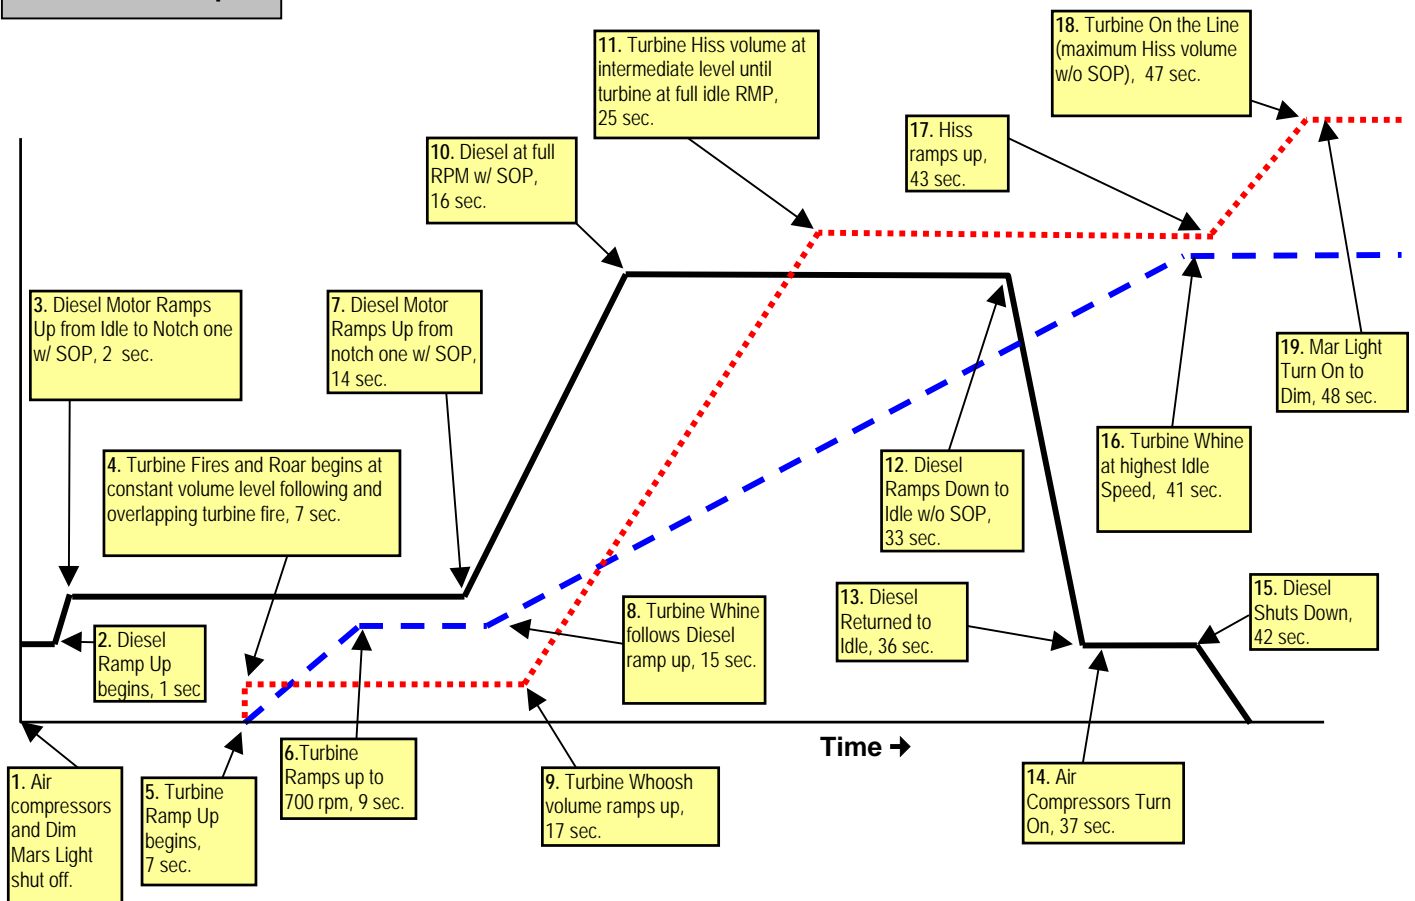 18. Turbine On the Line
(maximum Hiss volume
w/o SOP), 47 sec.
11. Turbine Hiss volume at
intermediate level until
turbine at full idle RMP,
25 sec.
17. Hiss
ramps up,
43 sec.
10. Diesel at full
RPM w/ SOP,
16 sec.
3. Diesel Motor Ramps
Up from Idle to Notch one
w/ SOP, 2 sec.
7. Diesel Motor
Ramps Up from
notch one w/ SOP,
14 sec.
19. Mar Light
Turn On to
Dim, 48 sec.
16. Turbine Whine
at highest Idle
Speed, 41 sec.
4. Turbine Fires and Roar begins at
constant volume level following and
overlapping turbine fire, 7 sec.
12. Diesel
Ramps Down to
Idle w/o SOP,
33 sec.
15. Diesel
Shuts Down,
42 sec.
13. Diesel
Returned to
Idle, 36 sec.
8. Turbine Whine
follows Diesel
ramp up, 15 sec.
2. Diesel
Ramp Up
begins, 1 sec
Time →
6.Turbine
Ramps up to
700 rpm, 9 sec.
1. Air
compressors
and Dim
Mars Light
shut off.
5. Turbine
Ramp Up
begins,
7 sec.
9. Turbine Whoosh
volume ramps up,
17 sec.
14. Air
Compressors Turn
On, 37 sec.